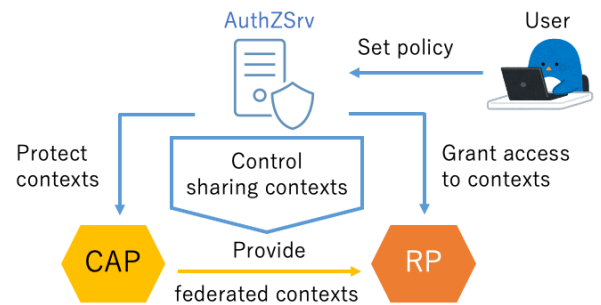 AuthZSrv
User
Set policy
Protect
contexts
Control
sharing contexts
Grant access
to contexts
CAP
Provide
federated contexts
RP